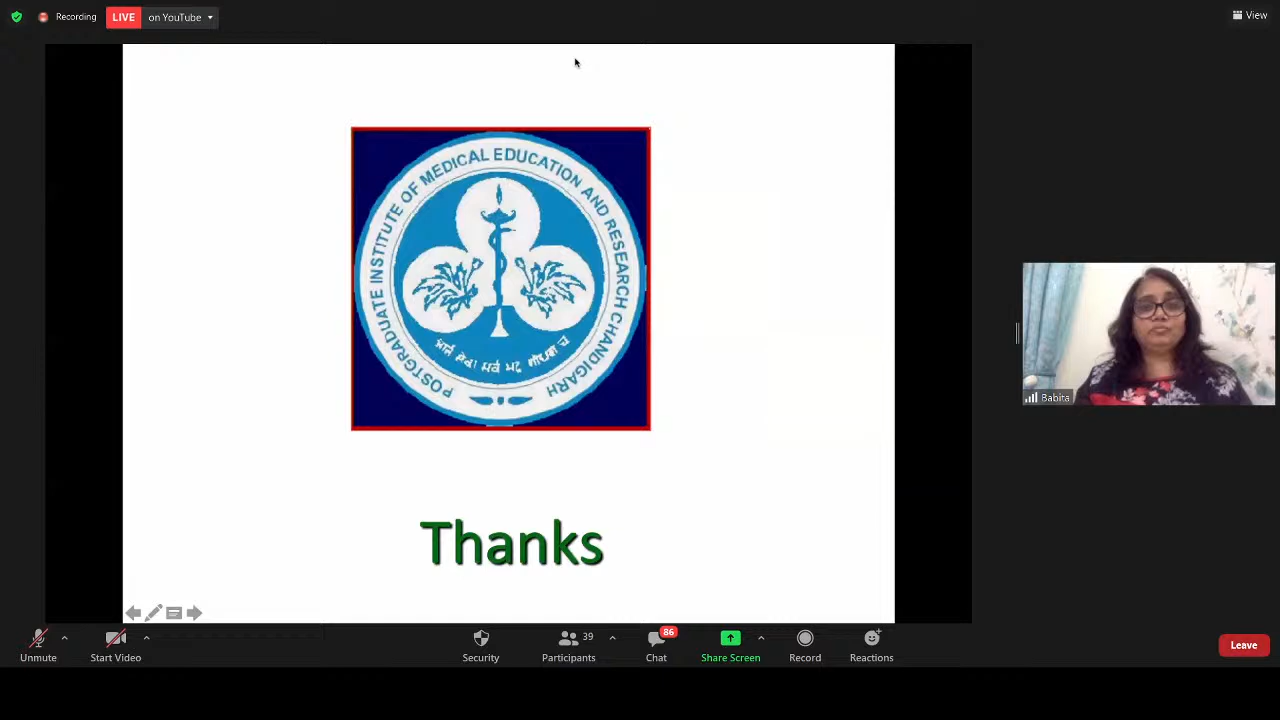 Recording
LIVE
on YouTube
View
POSTGRADUATE INSTITUTE OF MEDICAL EDUCATION AND RESEARCH CHANDIGARH
Thanks
Babita
Unmute
Start Video
Security
39
Participants
86
Chat
Share Screen
Record
Reactions
Leave